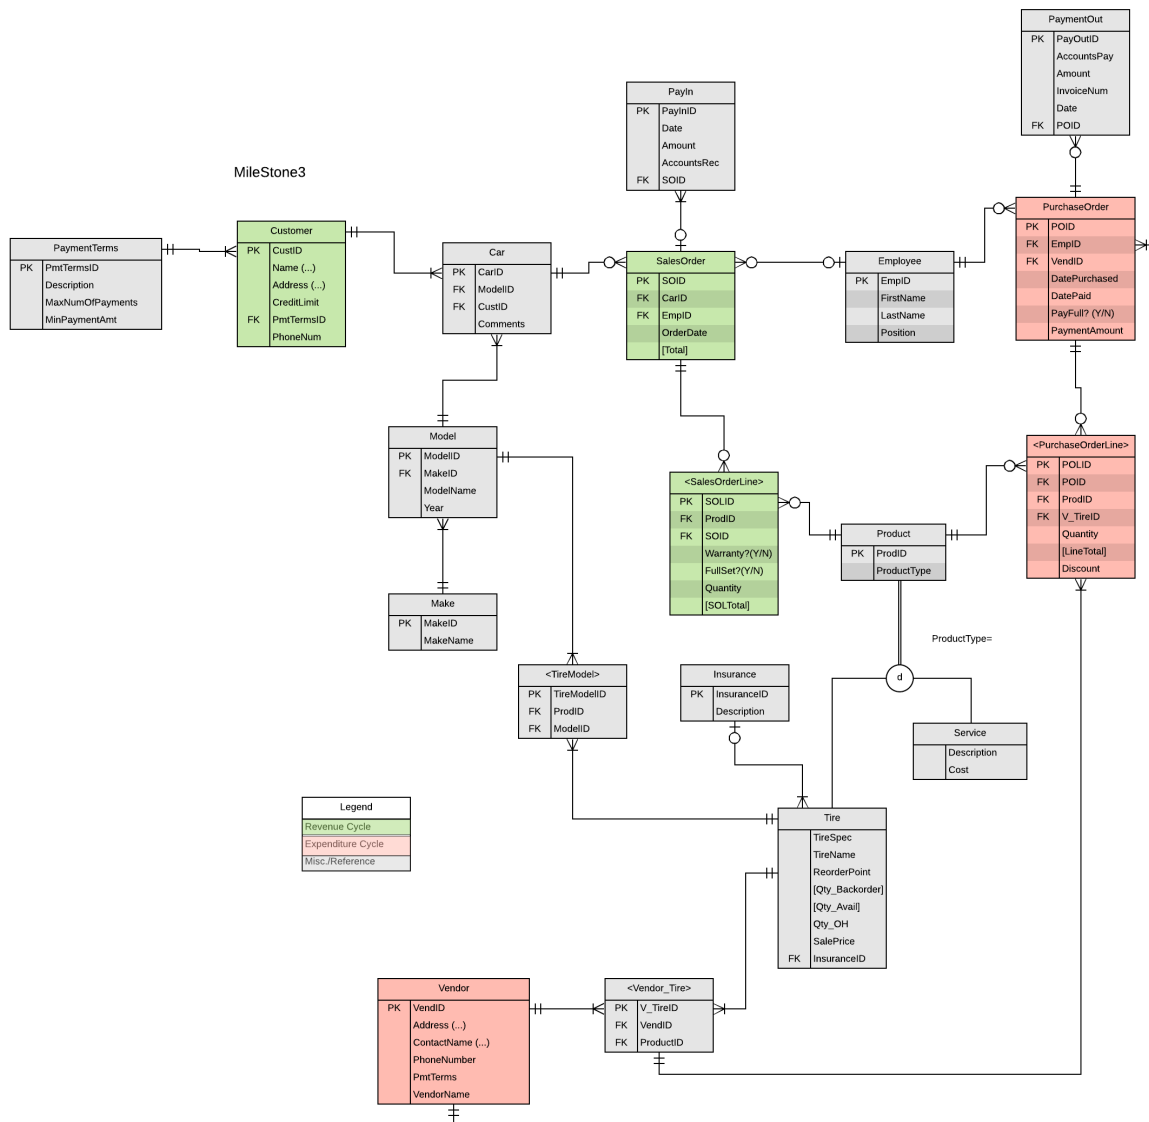 PaymentOut
PK PayOutID
AccountsPay
Amount
InvoiceNum
Date
FK POID
PayIn
PK PayInID
Date
Amount
AccountsRec
FK SOID
MileStone3
PaymentTerms
PK PmtTermsID
Description
MaxNumOfPayments
MinPaymentAmt
Customer
PK CustID
Name (...)
Address (...)
CreditLimit
FK PmtTermsID
PhoneNum
Car
PK CarID
FK ModelID
FK CustID
Comments
SalesOrder
PK SOID
FK CarID
FK EmpID
OrderDate
[Total]
Employee
PK EmpID
FirstName
LastName
Position
PurchaseOrder
PK POID
FK EmpID
FK VendID
DatePurchased
DatePaid
PayFull? (Y/N)
PaymentAmount
Model
PK ModelID
FK MakeID
ModelName
Year
<SalesOrderLine>
PK SOLID
FK ProdID
FK SOID
Warranty?(Y/N)
FullSet?(Y/N)
Quantity
[SOLTotal]
Product
PK ProdID
ProductType
<PurchaseOrderLine>
PK POLID
FK POID
FK ProdID
FK V_TireID
Quantity
[LineTotal]
Discount
Make
PK MakeID
MakeName
ProductType=
d
<TireModel>
PK TireModelID
FK ProdID
FK ModelID
Insurance
PK InsuranceID
Description
Service
Description
Cost
Legend
Revenue Cycle
Expenditure Cycle
Misc./Reference
Tire
TireSpec
TireName
ReorderPoint
[Qty_Backorder]
[Qty_Avail]
Qty_OH
SalePrice
FK InsuranceID
Vendor
PK VendID
Address (...)
ContactName (...)
PhoneNumber
PmtTerms
VendorName
<Vendor_Tire>
PK V_TireID
FK VendID
FK ProductID